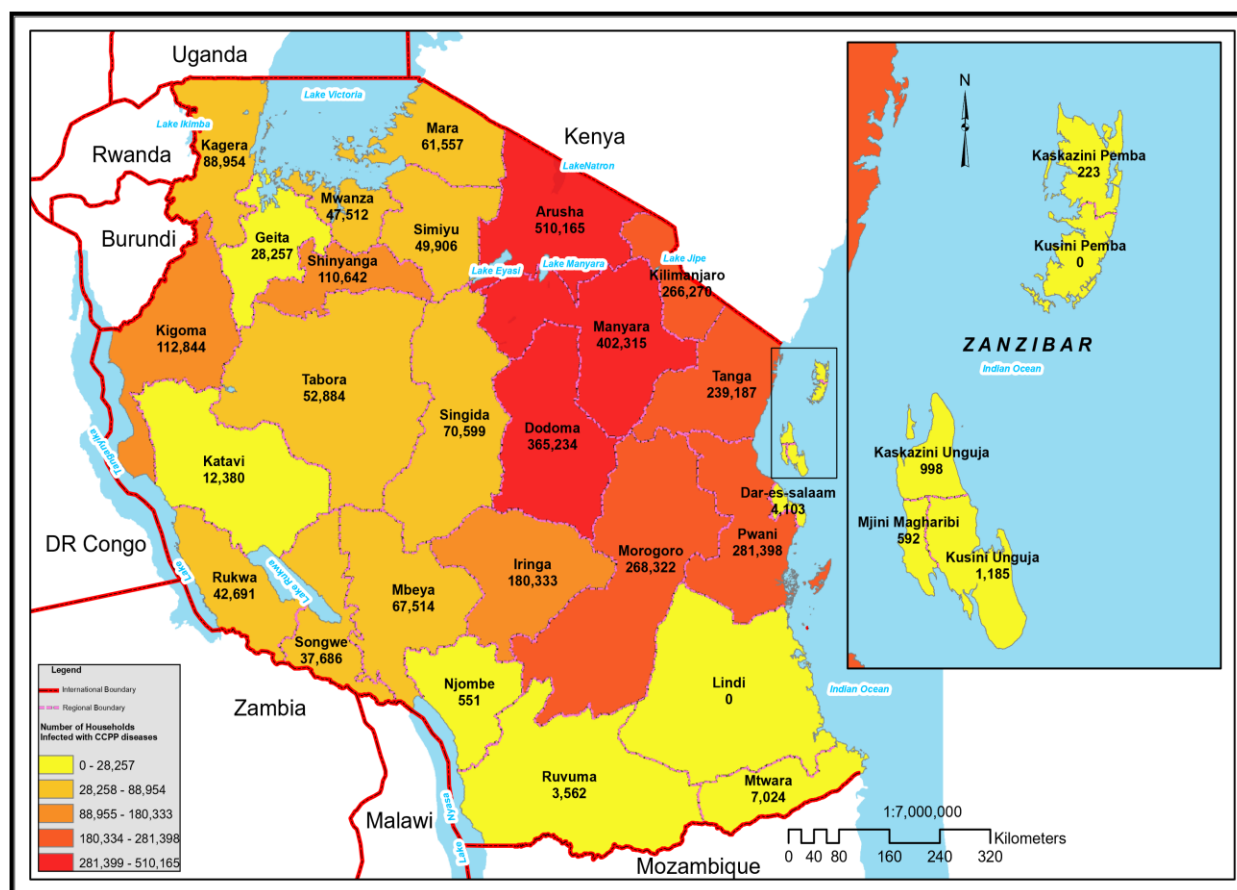 Uganda
Lake Victoria
Lake Ikimba
Kagera
88,954
Mara
61,557
Kenya
Rwanda
LakeNatron
Mwanza
47,512
Arusha
510,165
Burundi
Geita
28,257
Simiyu
49,906
Shinyanga
110,642
Lake Eyasi
Lake Manyara
Lake Jipe
Kilimanjaro
266,270
Kigoma
112,844
Manyara
402,315
Tabora
52,884
Tanga
239,187
Singida
70,599
Dodoma
365,234
Katavi
12,380
Lake
Tanganyika
Dar-es-salaam
4,103
DR Congo
Pwani
281,398
Iringa
180,333
Morogoro
268,322
Rukwa
42,691
Lake Rukwa
Mbeya
67,514
Songwe
37,686
Njombe
551
Lindi
0
Indian Ocean
Zambia
Ruvuma
3,562
Mtwara
7,024
Malawi
Lake
Nyasa
Mozambique
N
Kaskazini Pemba
223
Kusini Pemba
0
ZANZIBAR
Indian Ocean
Kaskazini Unguja
998
Mjini Magharibi
592
Kusini Unguja
1,185
Legend
International Boundary
Regional Boundary
Number of Households
Infected with CCPP diseases
0 - 28,257
28,258 - 88,954
88,955 - 180,333
180,334 - 281,398
281,399 - 510,165
1:7,000,000
Kilometers
0 40 80 160 240 320